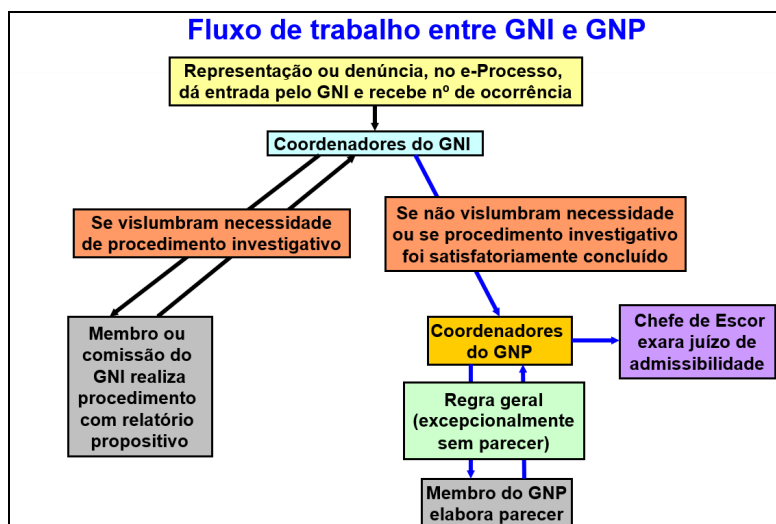 Fluxo de trabalho entre GNI e GNP
Representação ou denúncia, no e-Processo,
dá entrada pelo GNI e recebe nº de ocorrência
Coordenadores do GNI
Se vislumbram necessidade
de procedimento investigativo
Se não vislumbram necessidade
ou se procedimento investigativo
foi satisfatoriamente concluído
Membro ou
comissão do
GNI realiza
procedimento
com relatório
propositivo
Coordenadores
do GNP
Chefe de Escor
exara juízo de
admissibilidade
Regra geral
(excepcionalmente
sem parecer)
Membro do GNP
elabora parecer